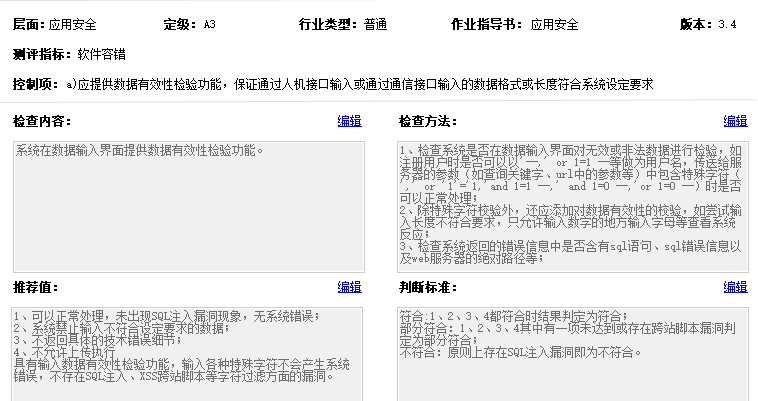 层面：应用安全 定级：A3 行业类型：普通 作业指导书：应用安全 版本：3.4
测评指标：软件容错
控制项：a)应提供数据有效性检验功能，保证通过人机接口输入或通过通信接口输入的数据格式或长度符合系统设定要求
检查内容： 编辑
系统在数据输入界面提供数据有效性检验功能。
检查方法： 编辑
1、检查系统是否在数据输入界面对无效或非法数据进行检验，如
注册用户时是否可以以'—,' or 1=1 —等做为用户名，传送给服
务器的参数（如查询关键字、url中的参数等）中包含特殊字符（
',' or '1'='1,'and 1=1 —,' and 1=0 —,'or 1=0 —）时是否
可以正常处理；
2、除特殊字符校验外，还应添加对数据有效性的校验，如尝试输
入长度不符合要求，只允许输入数字的地方输入字母等查看系统
反应；
3、检查系统返回的错误信息中是否含有sql语句、sql错误信息以
及web服务器的绝对路径等；
推荐值： 编辑
1、可以正常处理，未出现SQL注入漏洞现象，无系统错误；
2、系统禁止输入不符合设定要求的数据；
3、不返回具体的技术错误细节；
4、不允许上传执行
具有输入数据有效性检验功能，输入各种特殊字符不会产生系统
错误，不存在SQL注入、XSS跨站脚本等字符过滤方面的漏洞。
判断标准： 编辑
符合:1、2、3、4都符合时结果判定为符合；
部分符合：1、2、3、4其中有一项未达到或存在跨站脚本漏洞判
定为部分符合；
不符合：原则上存在SQL注入漏洞即为不符合。